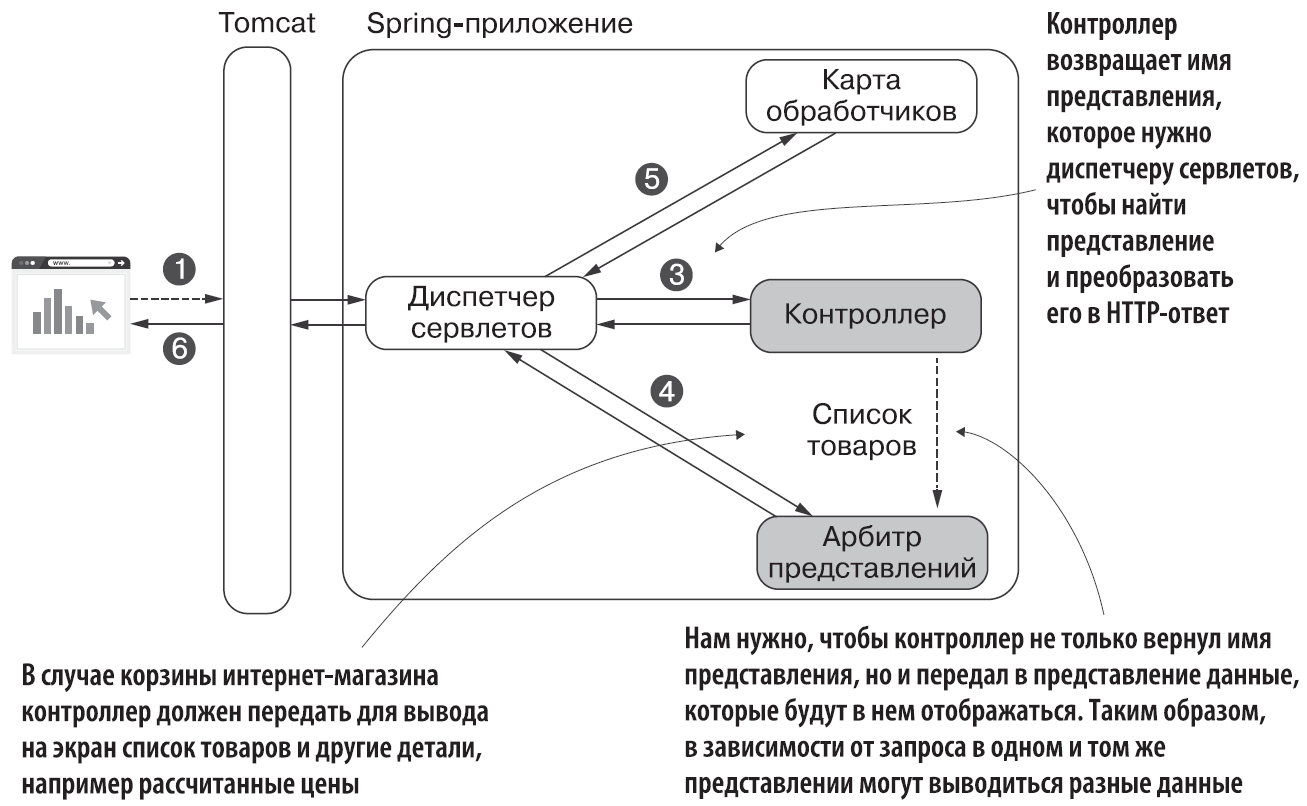 Tomcat
Spring-приложение
Контроллер
возвращает имя
представления,
которое нужно
диспетчеру сервлетов,
чтобы найти
представление
и преобразовать
его в HTTP-ответ
Карта
обработчиков
5
www.
1
3
Диспетчер
сервлетов
Контроллер
6
4
Список
товаров
Арбитр
представлений
В случае корзины интернет-магазина
контроллер должен передать для вывода
на экран список товаров и другие детали,
например рассчитанные цены
Нам нужно, чтобы контроллер не только вернул имя
представления, но и передал в представление данные,
которые будут в нем отображаться. Таким образом,
в зависимости от запроса в одном и том же
представлении могут выводиться разные данные